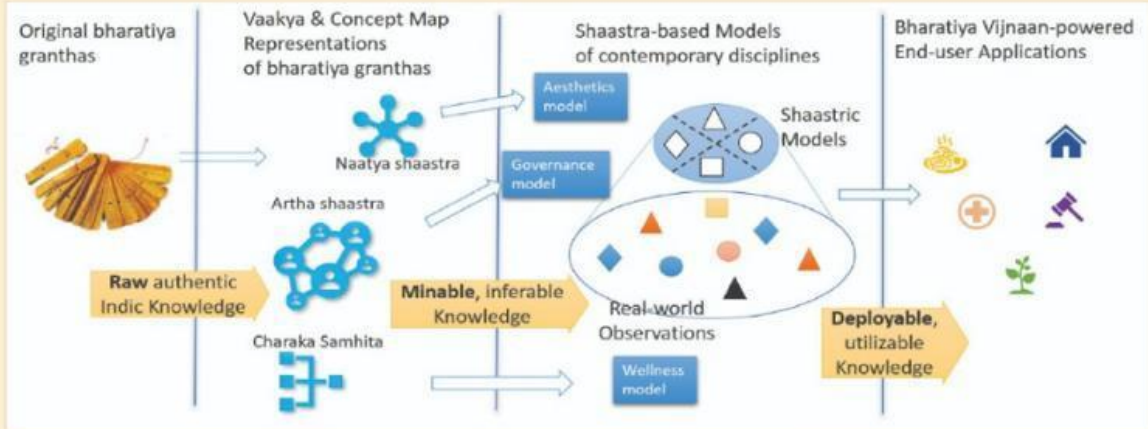 Original bharatiya
granthas
Vaakya & Concept Map
Representations
of bharatiya granthas
Shaastra-based Models
of contemporary disciplines
Bharatiya Vijnaan-powered
End-user Applications
Naatya shaastra
Artha shaastra
Charaka Samhita
Aesthetics
model
Governance
model
Shaastric
Models
Real-world
Observations
Wellness
model
Raw authentic
Indic Knowledge
Minable, inferable
Knowledge
Deployable,
utilizable
Knowledge